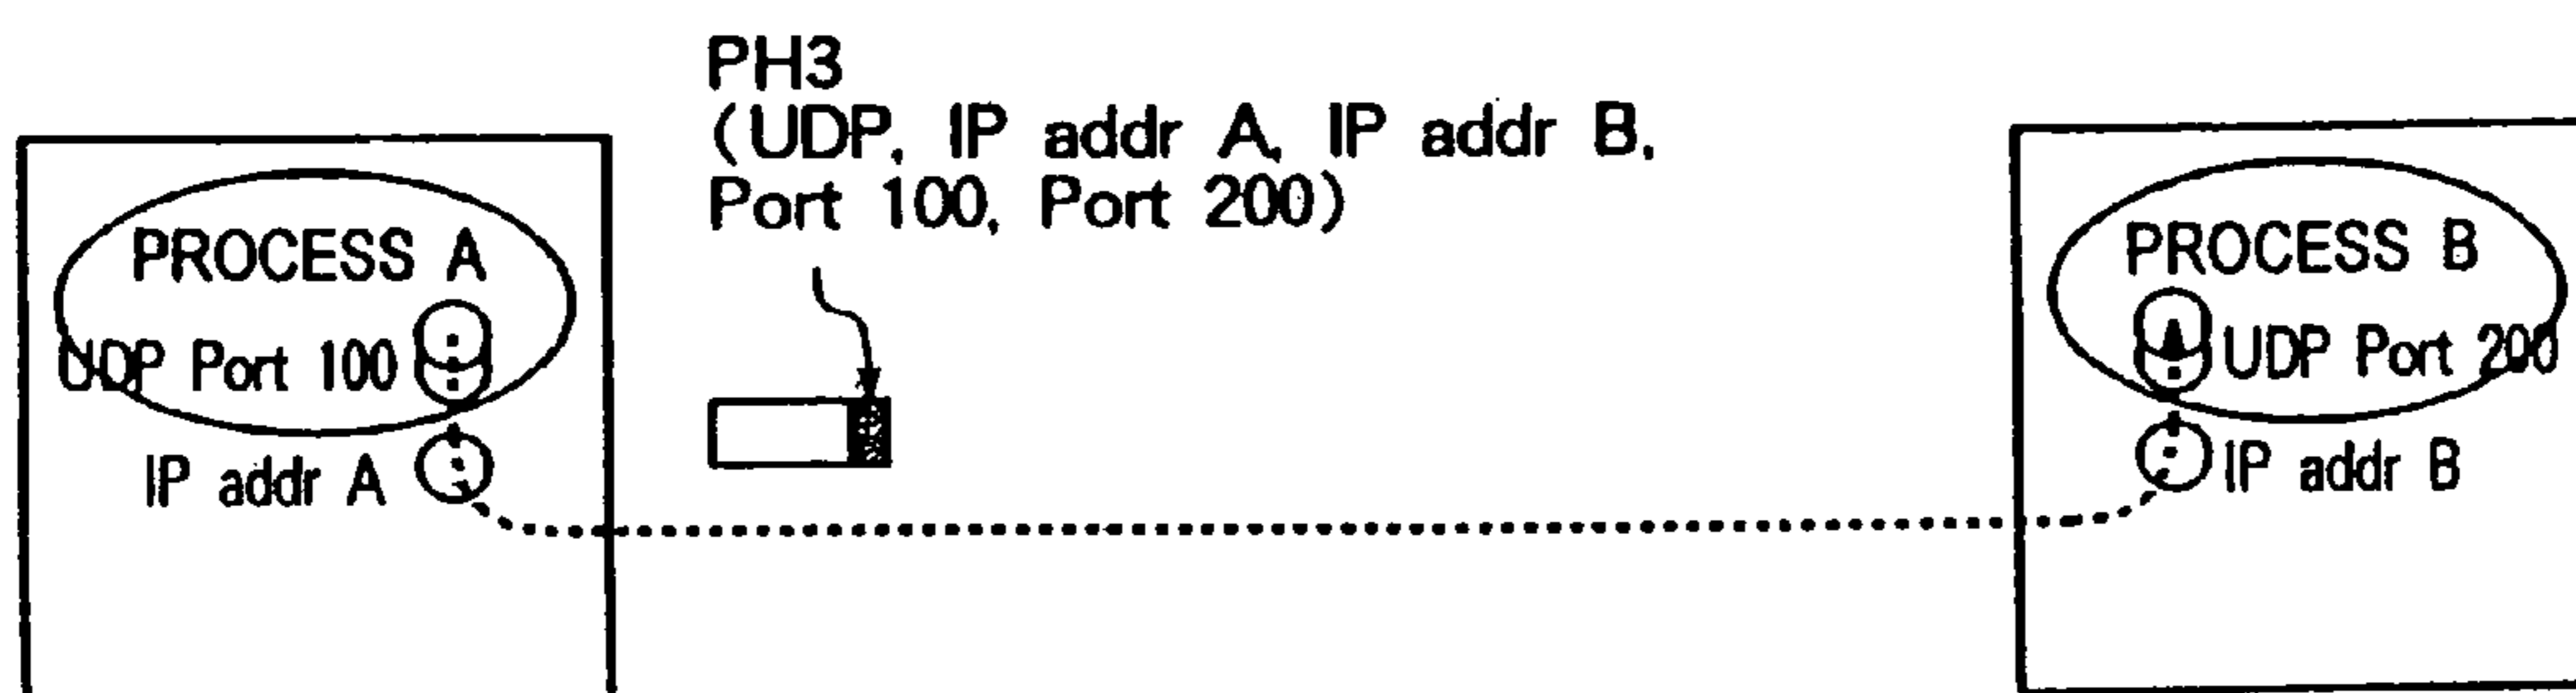 PH3
(UDP, IP addr A, IP addr B,
Port 100, Port 200)
PROCESS A
UDP Port 100
IP addr A
PROCESS B
UDP Port 200
IP addr B